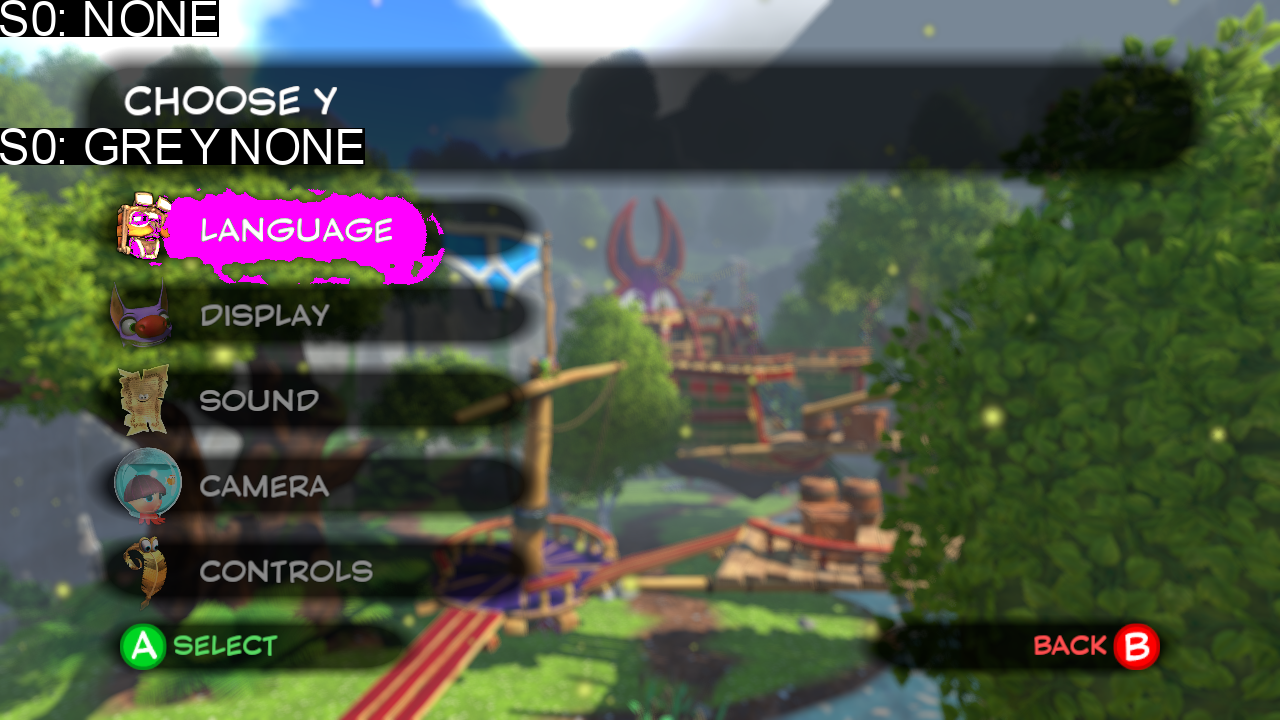 S0: NONE
CHOOSE Y
S0: GREY NONE
LANGUAGE
DISPLAY
SOUND
CAMERA
CONTROLS
A SELECT
BACK B